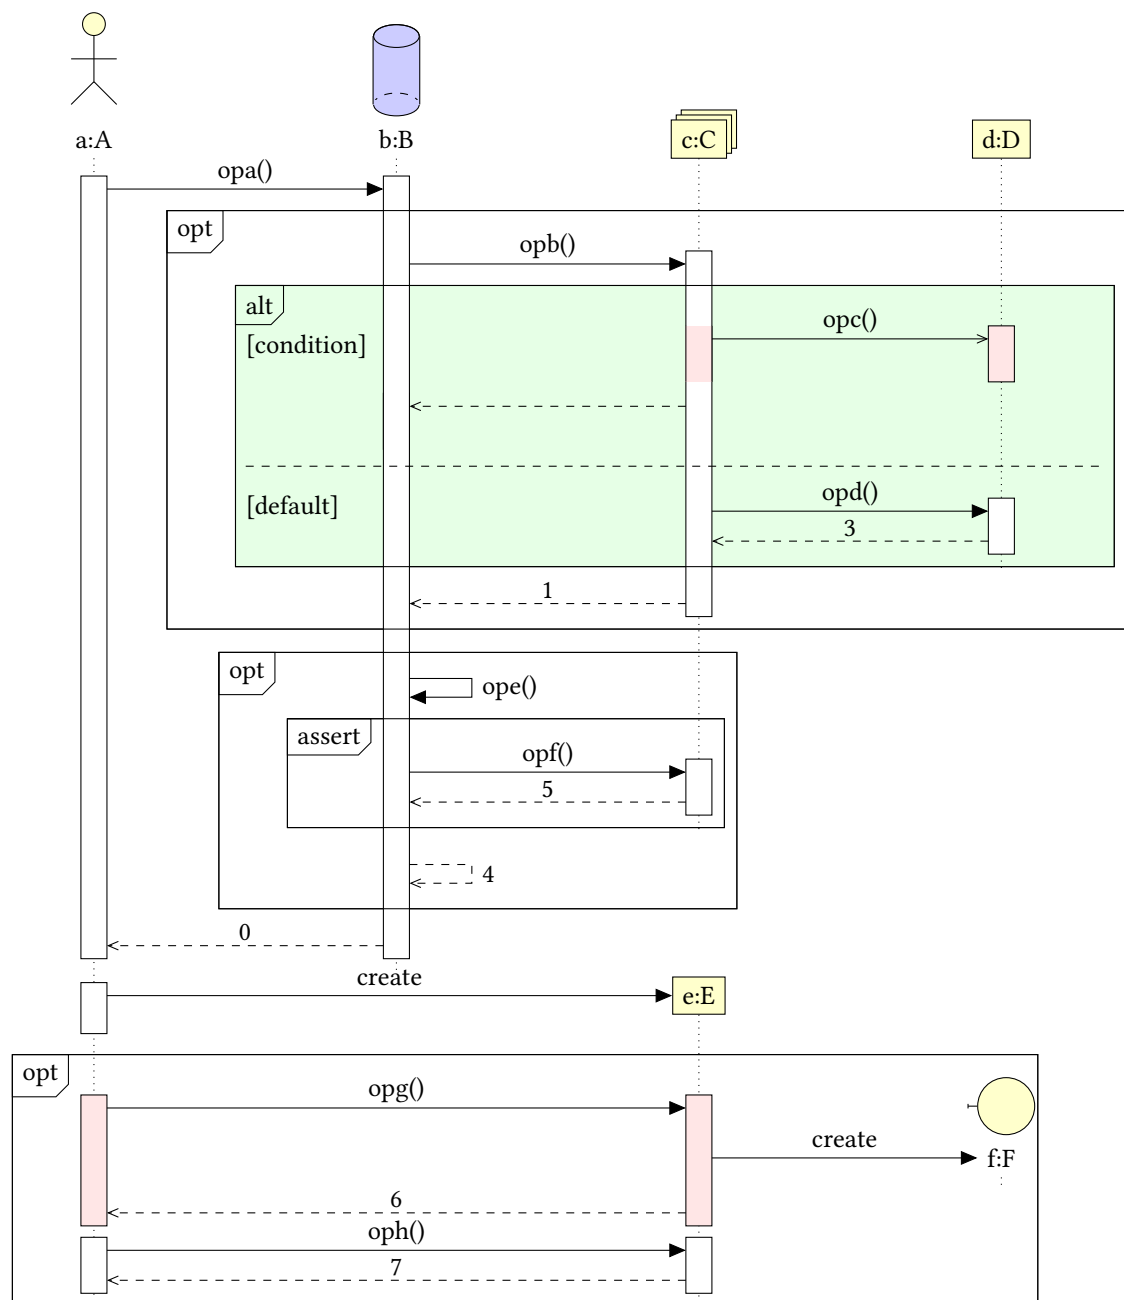 a:A
b:B
c:C
d:D
opa()
opt
opb()
alt
opc()
[condition]
opd()
[default]
3
1
opt
ope()
assert
opf()
5
4
0
create
e:E
opt
opg()
create
f:F
6
oph()
7